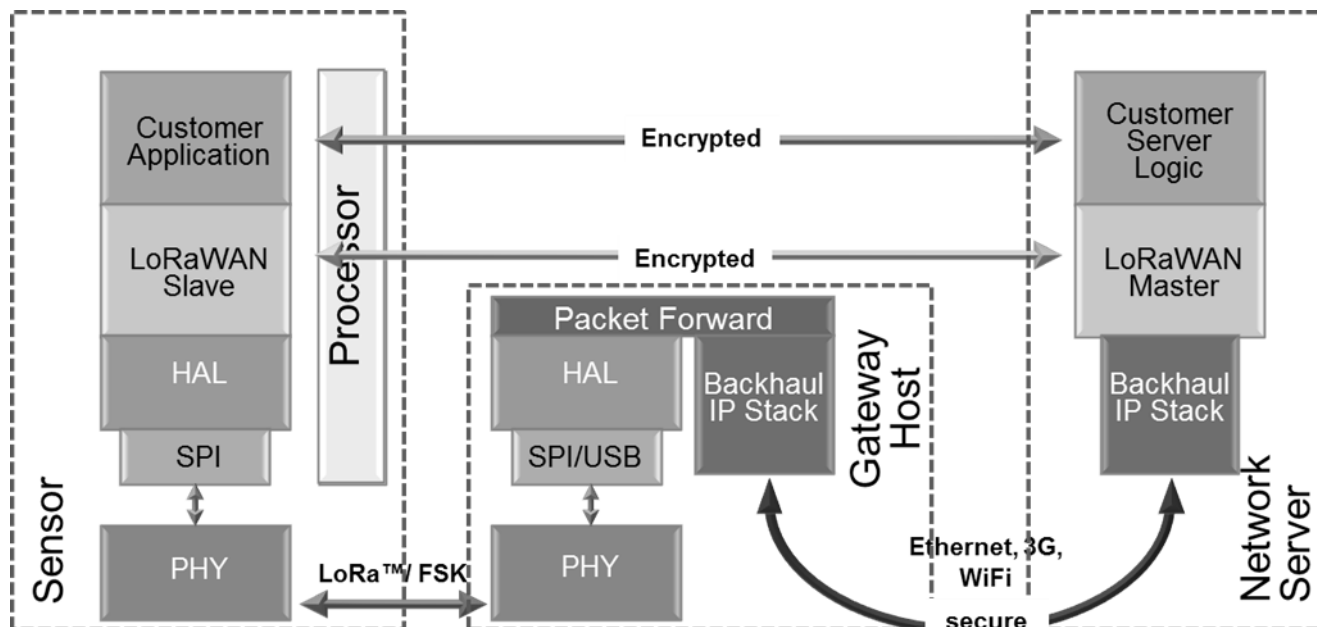 Sensor
Customer
Application
LoRaWAN
Slave
HAL
SPI
PHY
Processor
Encrypted
Encrypted
LoRa™/ FSK
Packet Forward
HAL
SPI/USB
PHY
Backhaul
IP Stack
Gateway
Host
Ethernet, 3G,
WiFi
secure
Customer
Server
Logic
LoRaWAN
Master
Backhaul
IP Stack
Network
Server